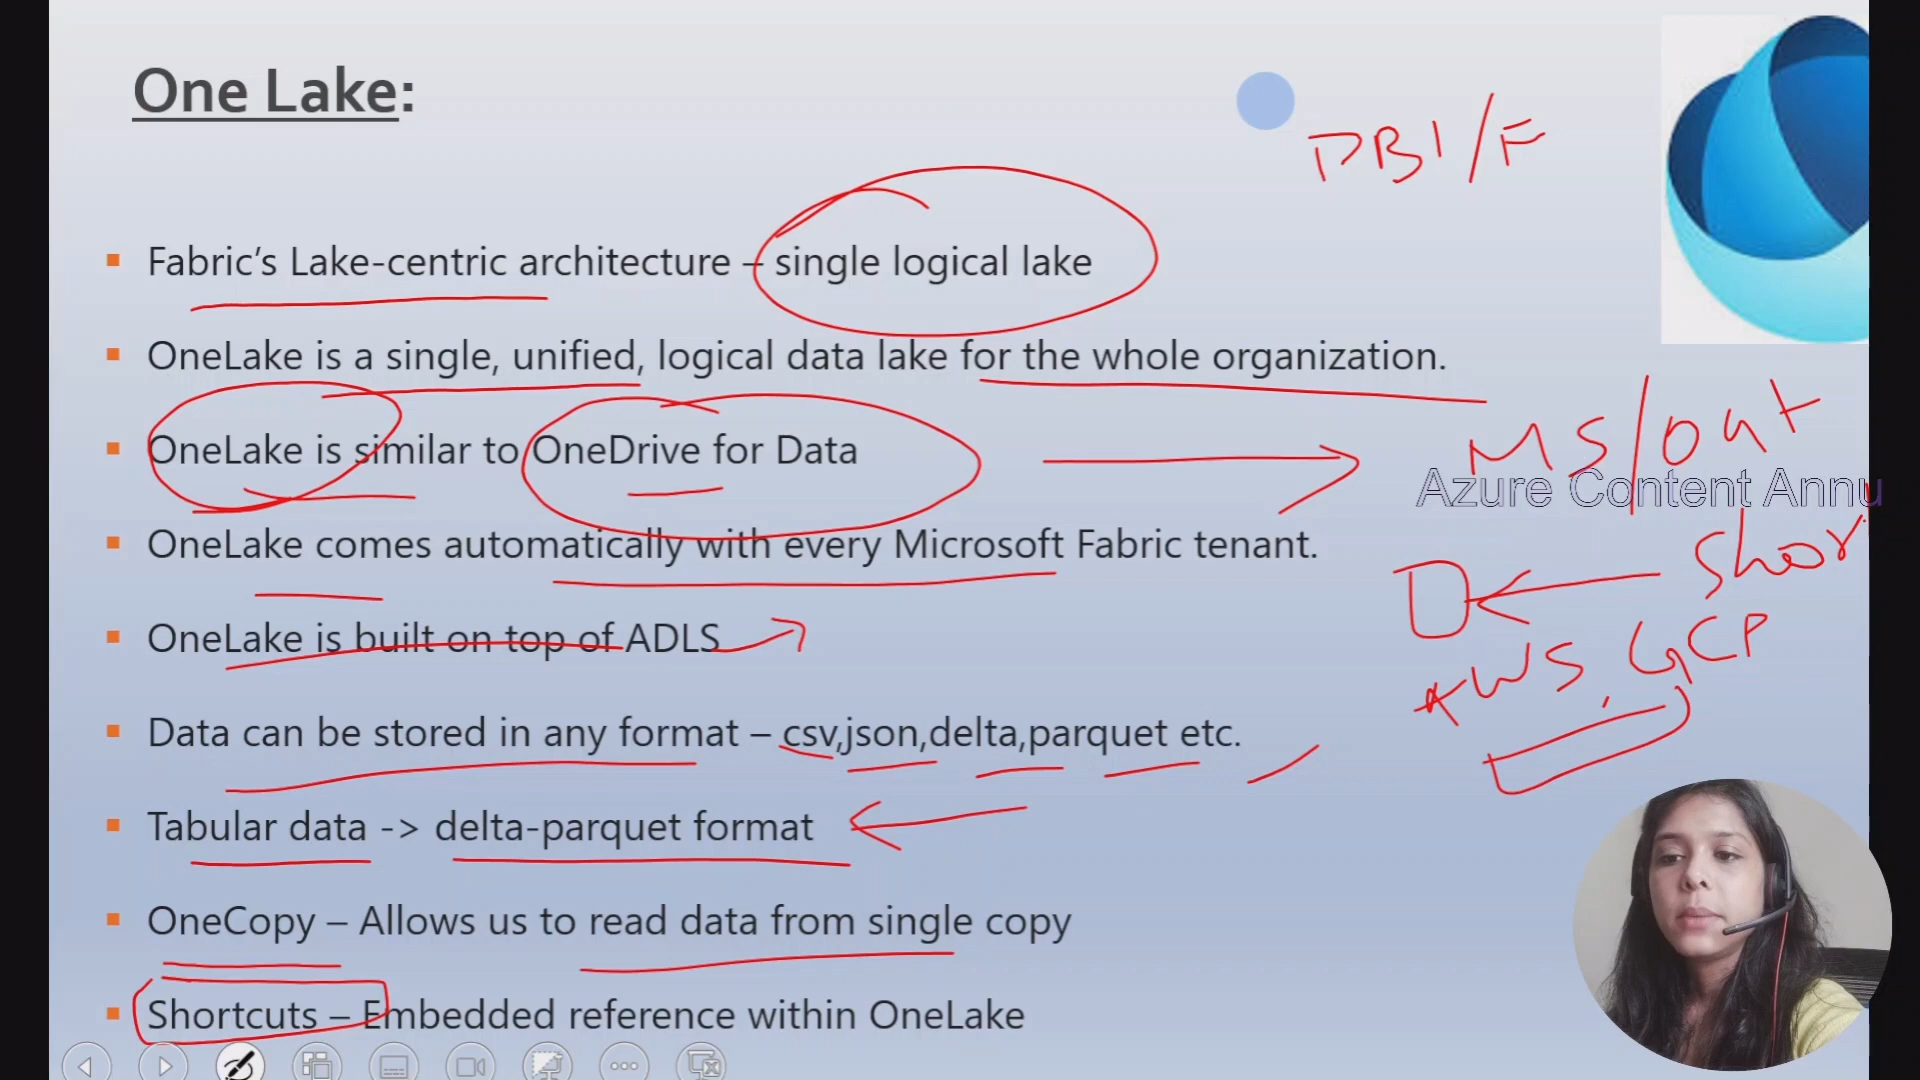 One Lake:
PBI/F
Fabric’s Lake-centric architecture – single logical lake
OneLake is a single, unified, logical data lake for the whole organization.
OneLake is similar to OneDrive for Data
MS/Out
Azure Content Annu
OneLake comes automatically with every Microsoft Fabric tenant.
Shor
OneLake is built on top of ADLS
AWS, GCP
Data can be stored in any format – csv,json,delta,parquet etc.
Tabular data -> delta-parquet format
OneCopy – Allows us to read data from single copy
Shortcuts – Embedded reference within OneLake